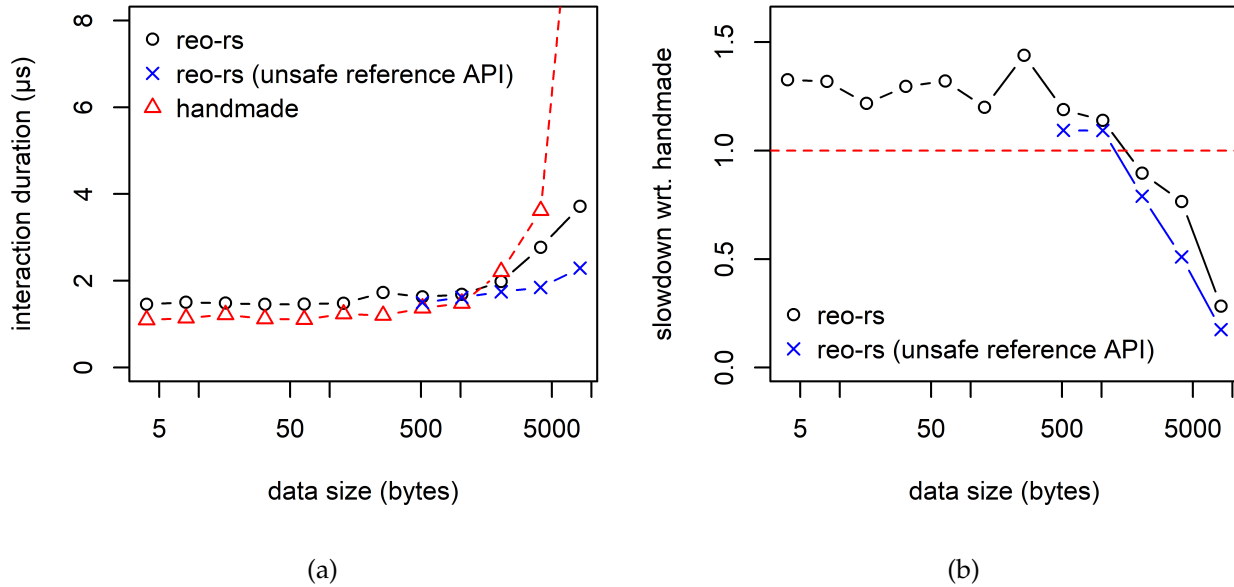 interaction duration (µs)
8
6
4
2
0
reo-rs
reo-rs (unsafe reference API)
handmade
5
50
500
5000
data size (bytes)
(a)
slowdown wrt. handmade
1.5
1.0
0.5
0.0
reo-rs
reo-rs (unsafe reference API)
5
50
500
5000
data size (bytes)
(b)